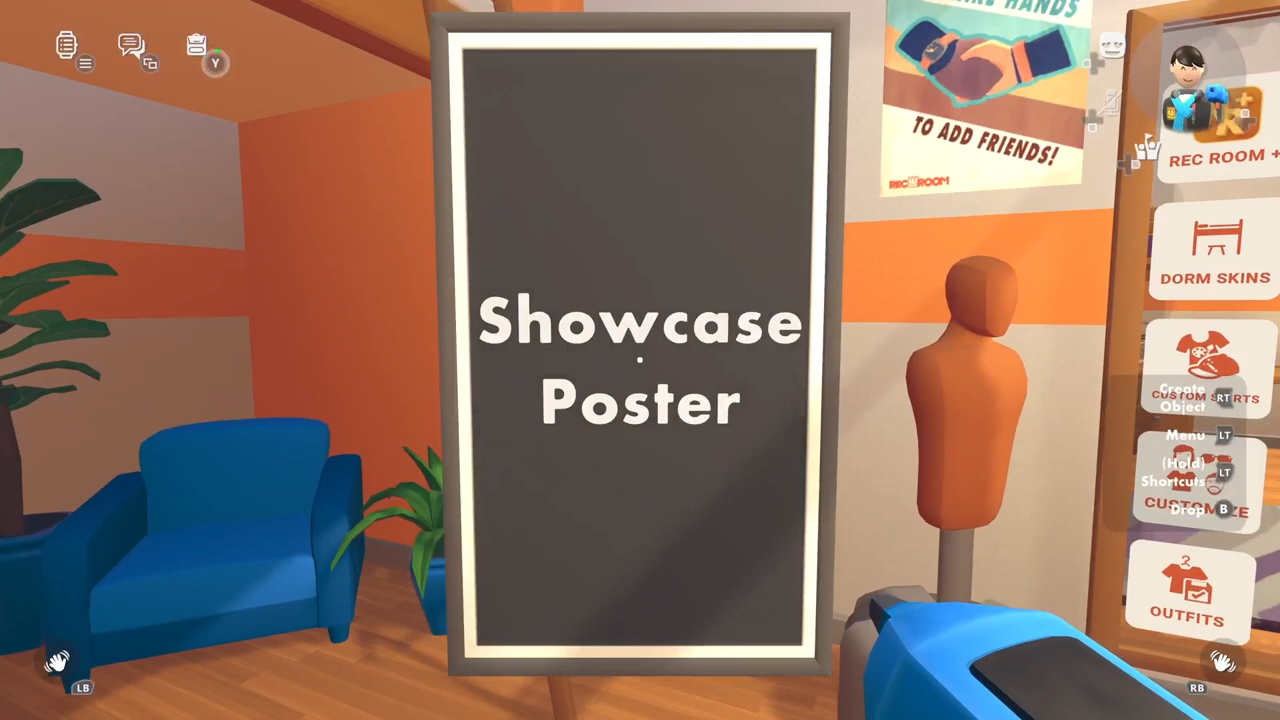 Y
Showcase
Poster
HANDS
TO ADD FRIENDS!
REC ROOM
REC ROOM +
DORM SKINS
Create
Object RT
Menu LT
(Hold)
Shortcuts LT
Drop B
CUSTOMIZE
OUTFITS
LB
RB